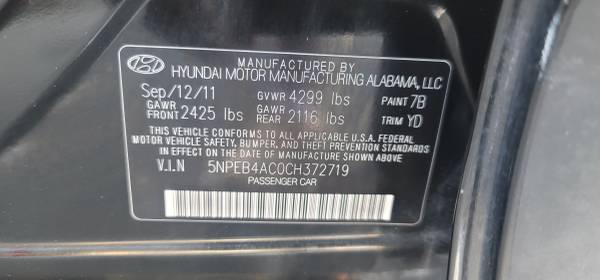 MANUFACTURED BY
HYUNDAI MOTOR MANUFACTURING ALABAMA, LLC
Sep/12/11 GVWR 4299 lbs PAINT 7B
GAWR FRONT 2425 lbs GAWR REAR 2116 lbs TRIM YD
THIS VEHICLE CONFORMS TO ALL APPLICABLE U.S.A. FEDERAL
MOTOR VEHICLE SAFETY, BUMPER, AND THEFT PREVENTION STANDARDS
IN EFFECT ON THE DATE OF MANUFACTURE SHOWN ABOVE.
V.I.N 5NPEB4AC0CH372719
PASSENGER CAR